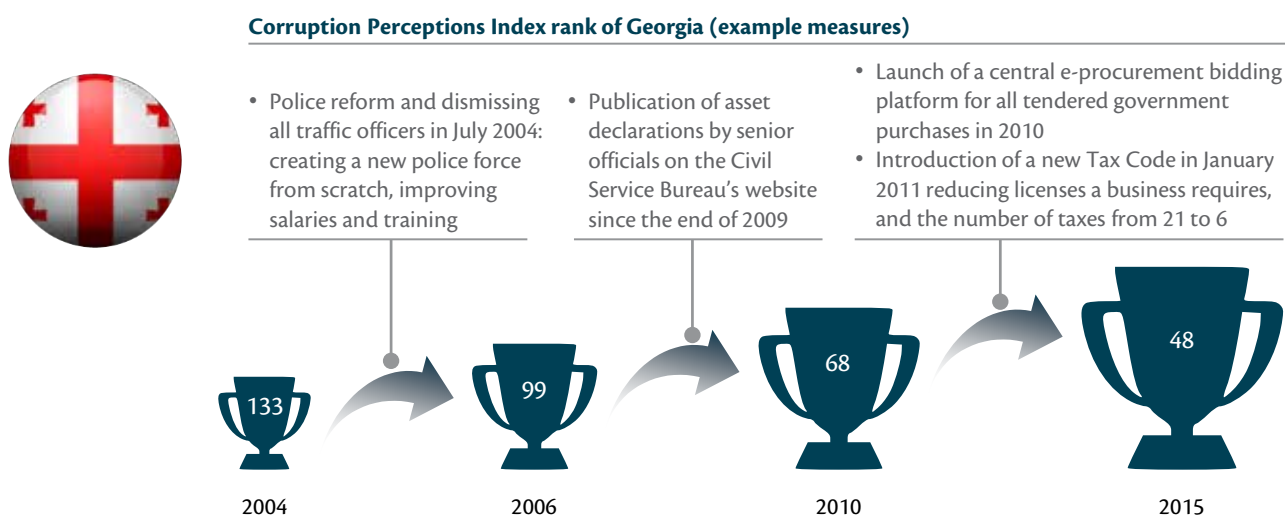 Corruption Perceptions Index rank of Georgia (example measures)
• Police reform and dismissing
all traffic officers in July 2004:
creating a new police force
from scratch, improving
salaries and training
• Publication of asset
declarations by senior
officials on the Civil
Service Bureau's website
since the end of 2009
• Launch of a central e-procurement bidding
platform for all tendered government
purchases in 2010
• Introduction of a new Tax Code in January
2011 reducing licenses a business requires,
and the number of taxes from 21 to 6
133
99
68
48
2004
2006
2010
2015